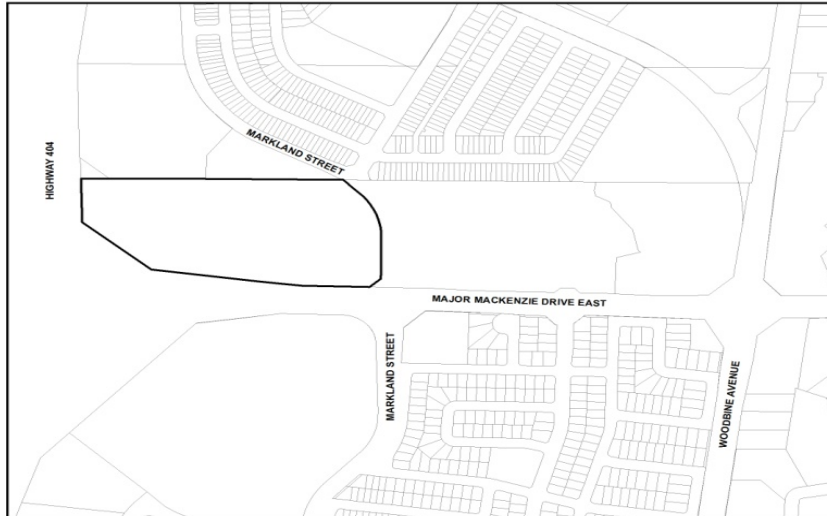 MARKLAND STREET
HIGHWAY 404
MAJOR MACKENZIE DRIVE EAST
MARKLAND STREET
WOODBINE AVENUE